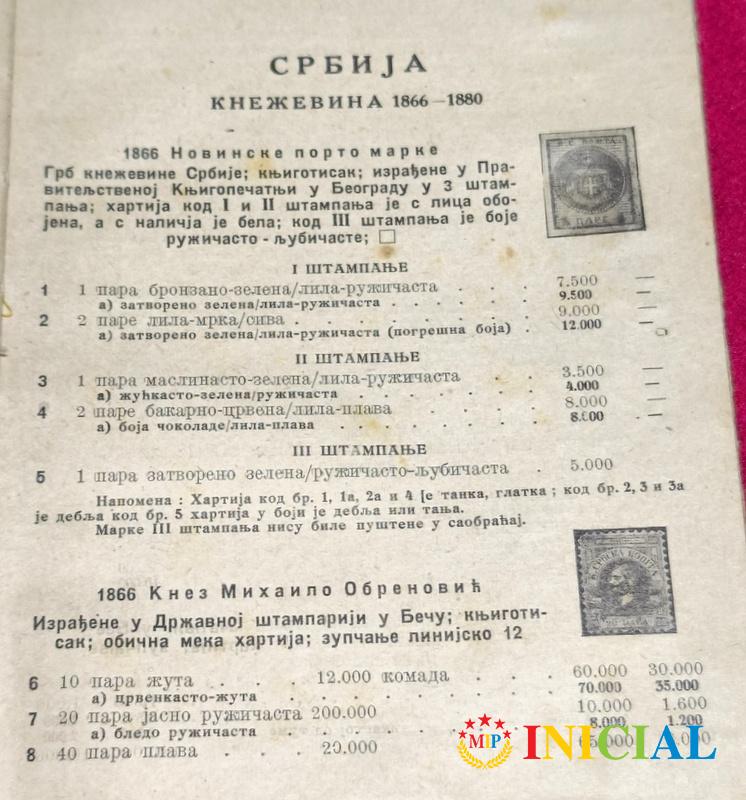 СРБИЈА
КНЕЖЕВИНА 1866—1880
1866 Новинске порто марке
Грб кнежевине Србије; књиготисак; израђене у Пра-
витељственој Књигопечатњи у Београду у 3 штам-
пања; хартија код I и II штампања је с лица обо-
јена, а с наличја је бела; код III штампања је боје
ружичасто - љубичасте; □
I ШТАМПАЊЕ
1 1 пара бронзано-зелена/лила-ружичаста . . . 7.500 —
а) затворено зелена/лила-ружичаста . . . . . . 9.500 —
2 2 паре лила-мрка/сива . . . . . . . 9.000 —
а) затворено зелена/лила-ружичаста (погрешна боја) . 12.000
II ШТАМПАЊЕ
3 1 пара маслинасто-зелена/лила-ружичаста . . 3.500 —
а) жућкасто-зелена/ружичаста . . . . . . 4.000 —
4 2 паре бакарно-црвена/лила-плава . . . . 8.000
а) боја чоколаде/лила-плава . . . . . . 8.800 . —
III ШТАМПАЊЕ
5 1 пара затворено зелена/ружичасто-љубичаста . 5.000
Напомена : Хартија код бр. 1, 1а, 2а и 4 је танка, глатка ; код бр. 2, 3 и 3а
је дебља код бр. 5 хартија у боји је дебља или тања.
Марке III штампања нису биле пуштене у саобраћај.
К. СРПСКА ПОШТА
1866 Кнез Михаило Обреновић
Израђене у Државној штампарији у Бечу; књиготи-
сак; обична мека хартија; зупчање линијско 12
6 10 пара жута . . . 12.000 комада . . . 60.000 30.000
а) црвенкасто-жута . . . . . . . . 70.000 35.000
7 20 пара јасно ружичаста 200.000 10.000 1.600
а) бледо ружичаста . . . . . . 8.000 1.200
8 40 пара плава . . . 20.000
MIP INICIAL